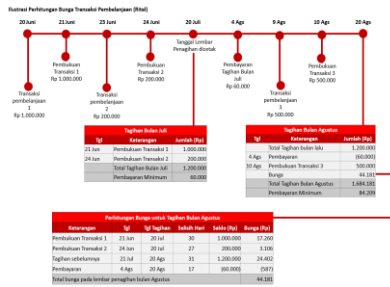 Ilustrasi Perhitungan Bunga Transaksi Pembelanjaan (Ritel)
20 Juni 21 Juni 23 Juni 24 Juni 20 Juli 4 Ags 9 Ags 10 Ags 20 Ags
Tanggal Lembar
Penagihan dicetak
Pembukuan
Transaksi 1
Rp 1.000.000
Pembukuan
Transaksi 2
Rp 200.000
Pembayaran
Tagihan Bulan
Juli
Rp 60.000
Pembukuan
Transaksi 3
Rp 500.000
Transaksi
pembelanjaan
1
Rp 1.000.000
Transaksi
pembelanjaan
2
Rp 200.000
Transaksi
pembelanjaan
3
Rp 500.000
Tagihan Bulan Juli
Tgl Keterangan Jumlah (Rp)
21 Jun Pembukuan Transaksi 1 1.000.000
24 Jun Pembukuan Transaksi 2 200.000
Total Tagihan Bulan Juli 1.200.000
Pembayaran Minimum 60.000
Tagihan Bulan Agustus
Tgl Keterangan Jumlah (Rp)
Total Tagihan bulan lalu 1.200.000
4 Ags Pembayaran (60.000)
10 Ags Pembukuan Transaksi 3 500.000
Bunga 44.181
Total Tagihan Bulan Agustus 1.684.181
Pembayaran Minimum 84.209
Perhitungan Bunga untuk Tagihan Bulan Agustus
Keterangan Tgl Tgl Tagihan Selisih Hari Saldo (Rp) Bunga (Rp)
Pembukuan Transaksi 1 21 Jun 20 Jul 30 1.000.000 17.260
Pembukuan Transaksi 2 24 Jun 20 Jul 27 200.000 3.106
Tagihan sebelumnya 21 Jul 20 Ags 31 1.200.000 24.402
Pembayaran 4 Ags 20 Ags 17 (60.000) (587)
Total bunga pada lembar penagihan bulan Agustus 44.181